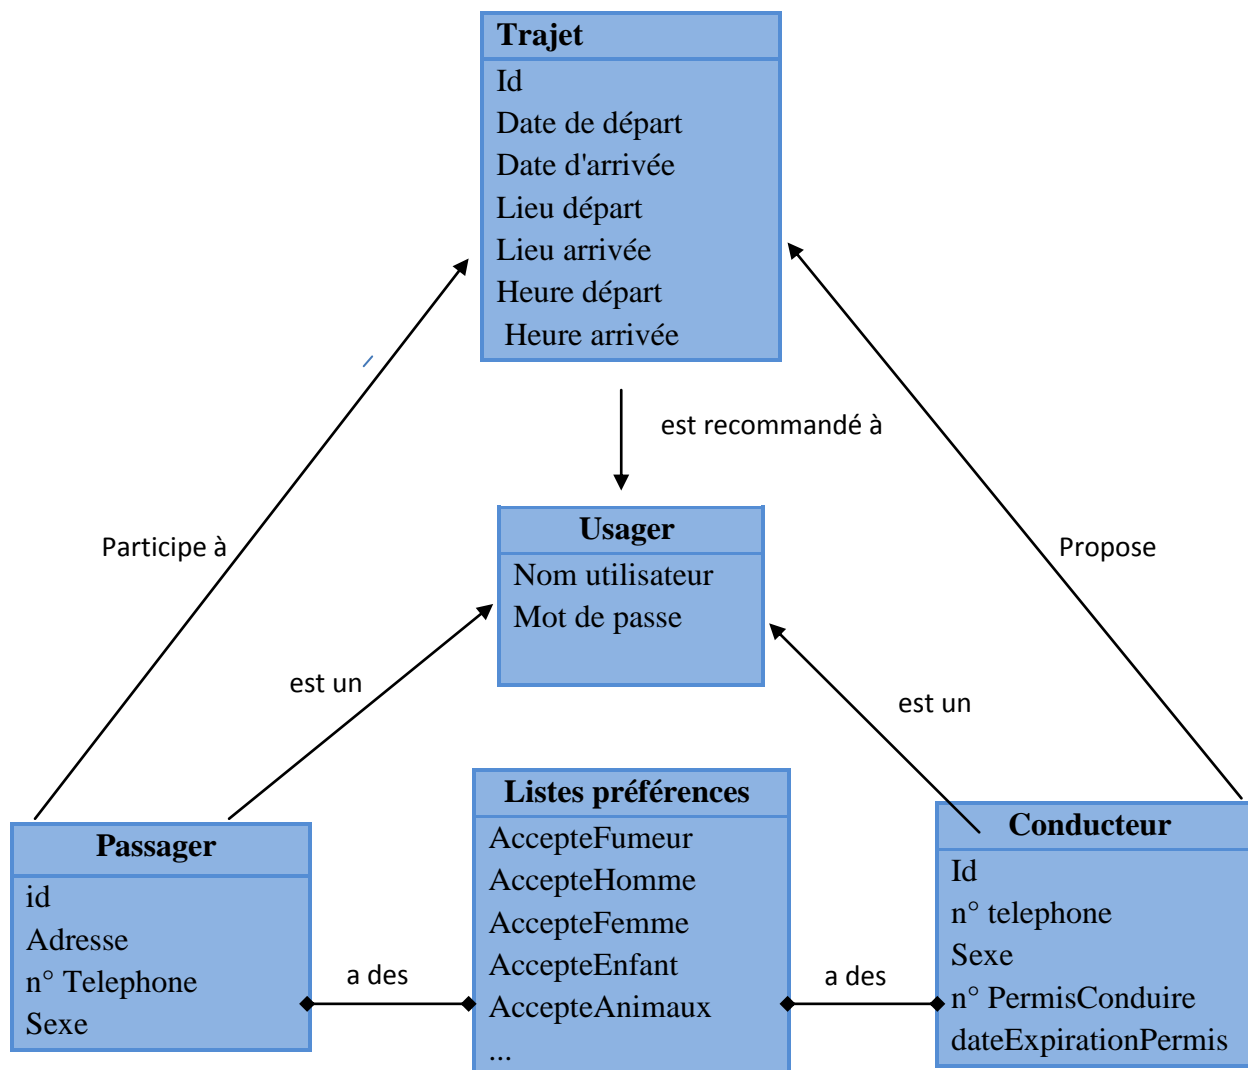 Trajet
Id
Date de départ
Date d'arrivée
Lieu départ
Lieu arrivée
Heure départ
Heure arrivée
est recommandé à
Participe à
Propose
Usager
Nom utilisateur
Mot de passe
est un
est un
Passager
id
Adresse
n° Telephone
Sexe
a des
Listes préférences
AccepteFumeur
AccepteHomme
AccepteFemme
AccepteEnfant
AccepteAnimaux
...
a des
Conducteur
Id
n° telephone
Sexe
n° PermisConduire
dateExpirationPermis